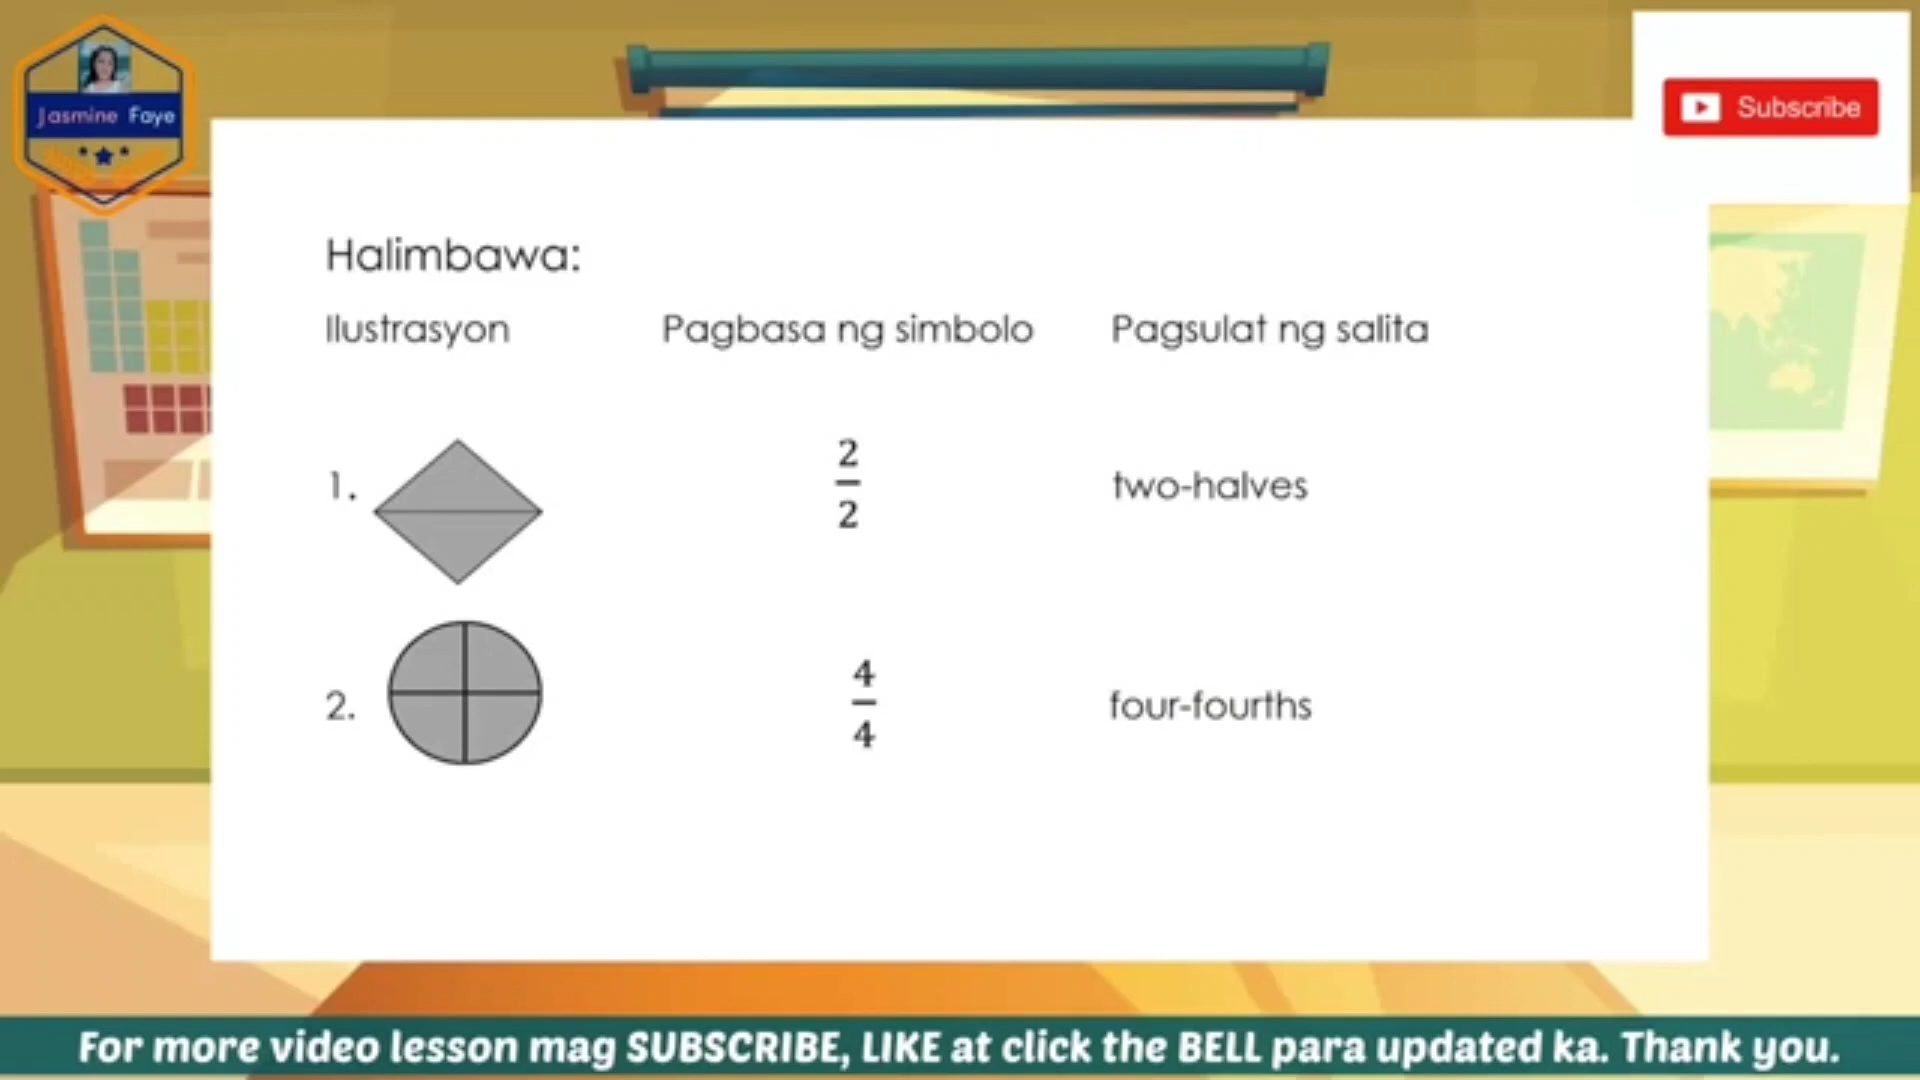 Jasmine Faye
Subscribe
Halimbawa:
Ilustrasyon Pagbasa ng simbolo Pagsulat ng salita
1. 2/2 two-halves
2. 4/4 four-fourths
For more video lesson mag SUBSCRIBE, LIKE at click the BELL para updated ka. Thank you.